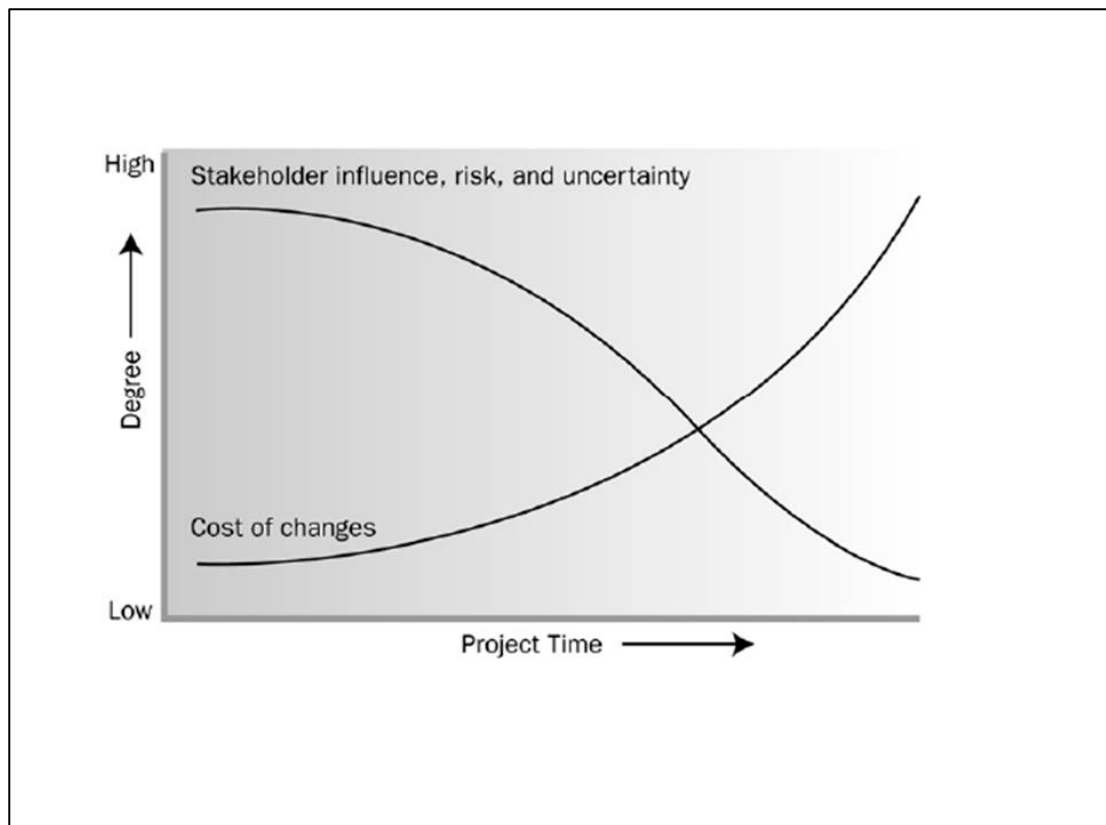 High
Stakeholder influence, risk, and uncertainty
Degree
Cost of changes
Low
Project Time